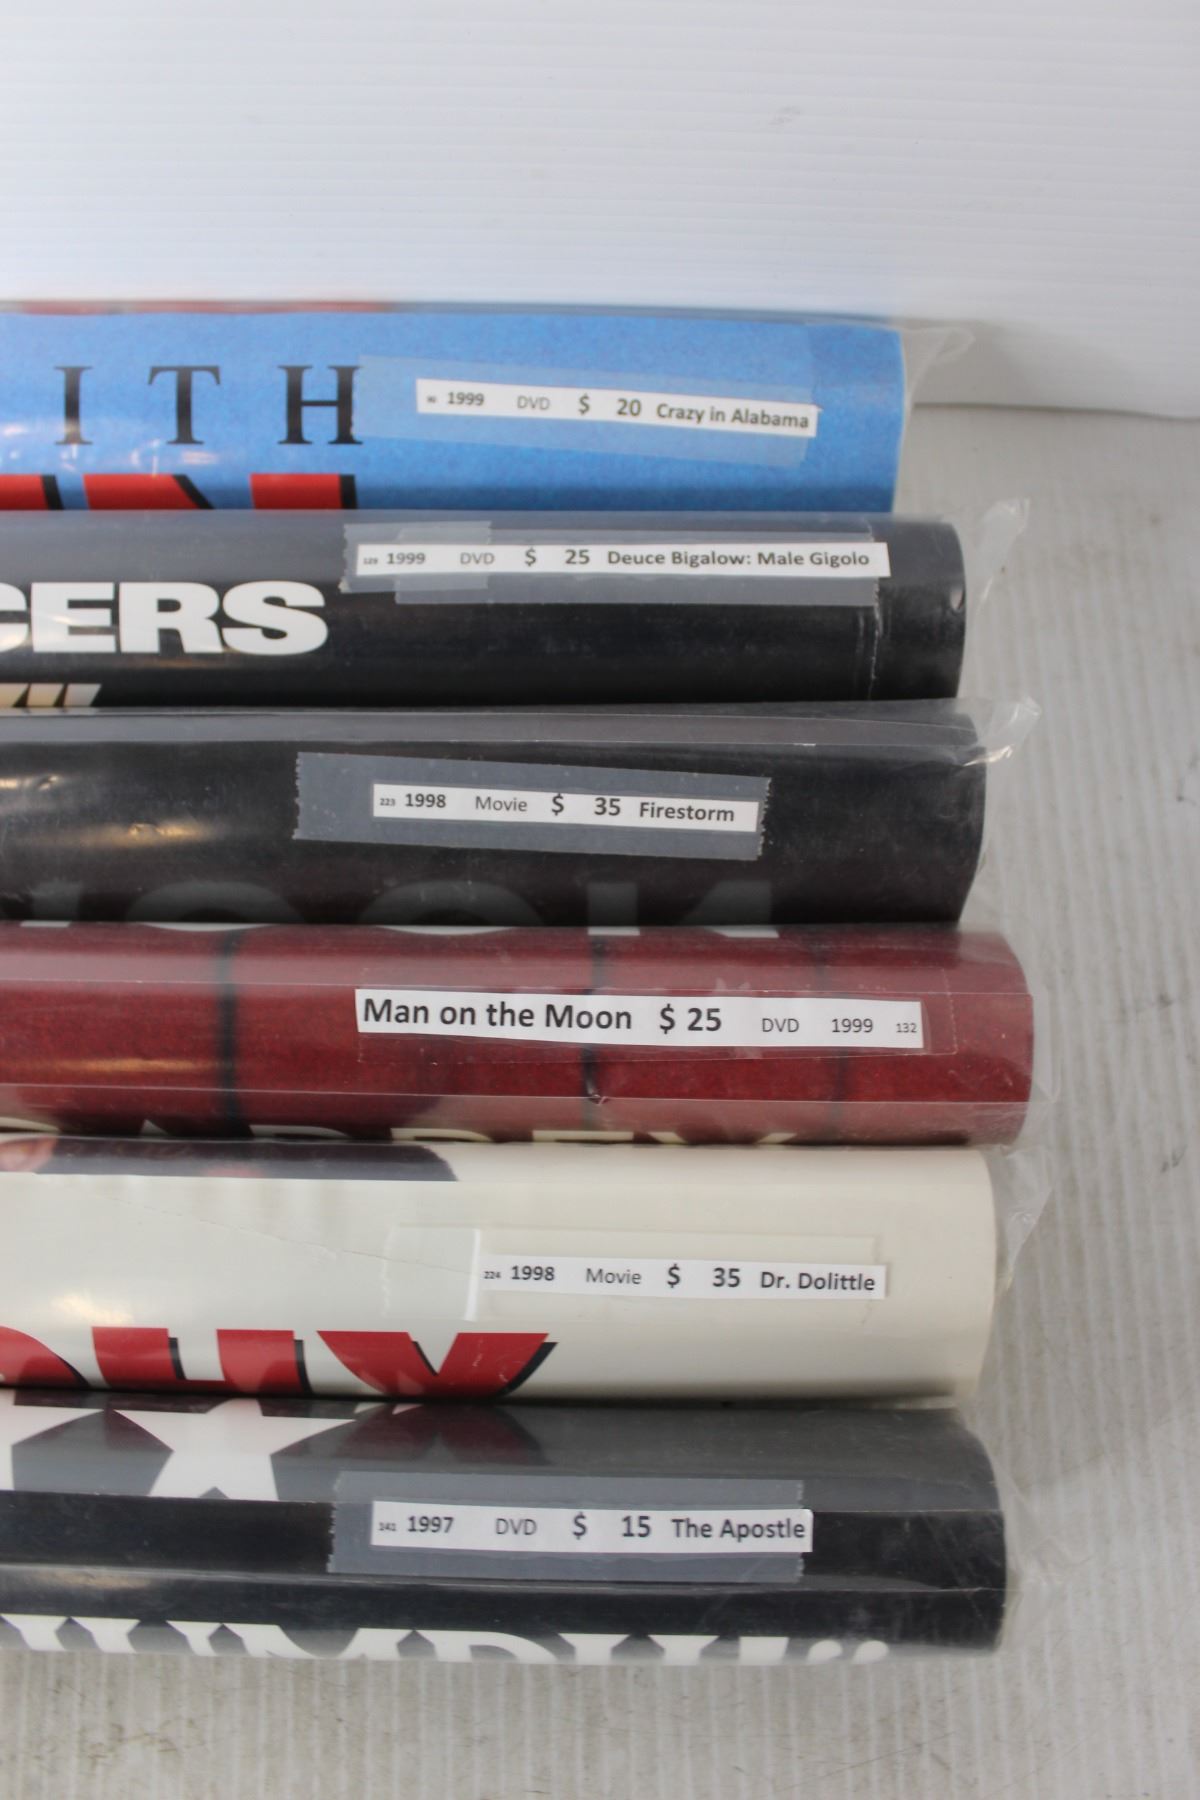 ITH
90 1999 DVD $ 20 Crazy in Alabama
129 1999 DVD $ 25 Deuce Bigalow: Male Gigolo
CERS
223 1998 Movie $ 35 Firestorm
Man on the Moon $ 25 DVD 1999 132
224 1998 Movie $ 35 Dr. Dolittle
141 1997 DVD $ 15 The Apostle